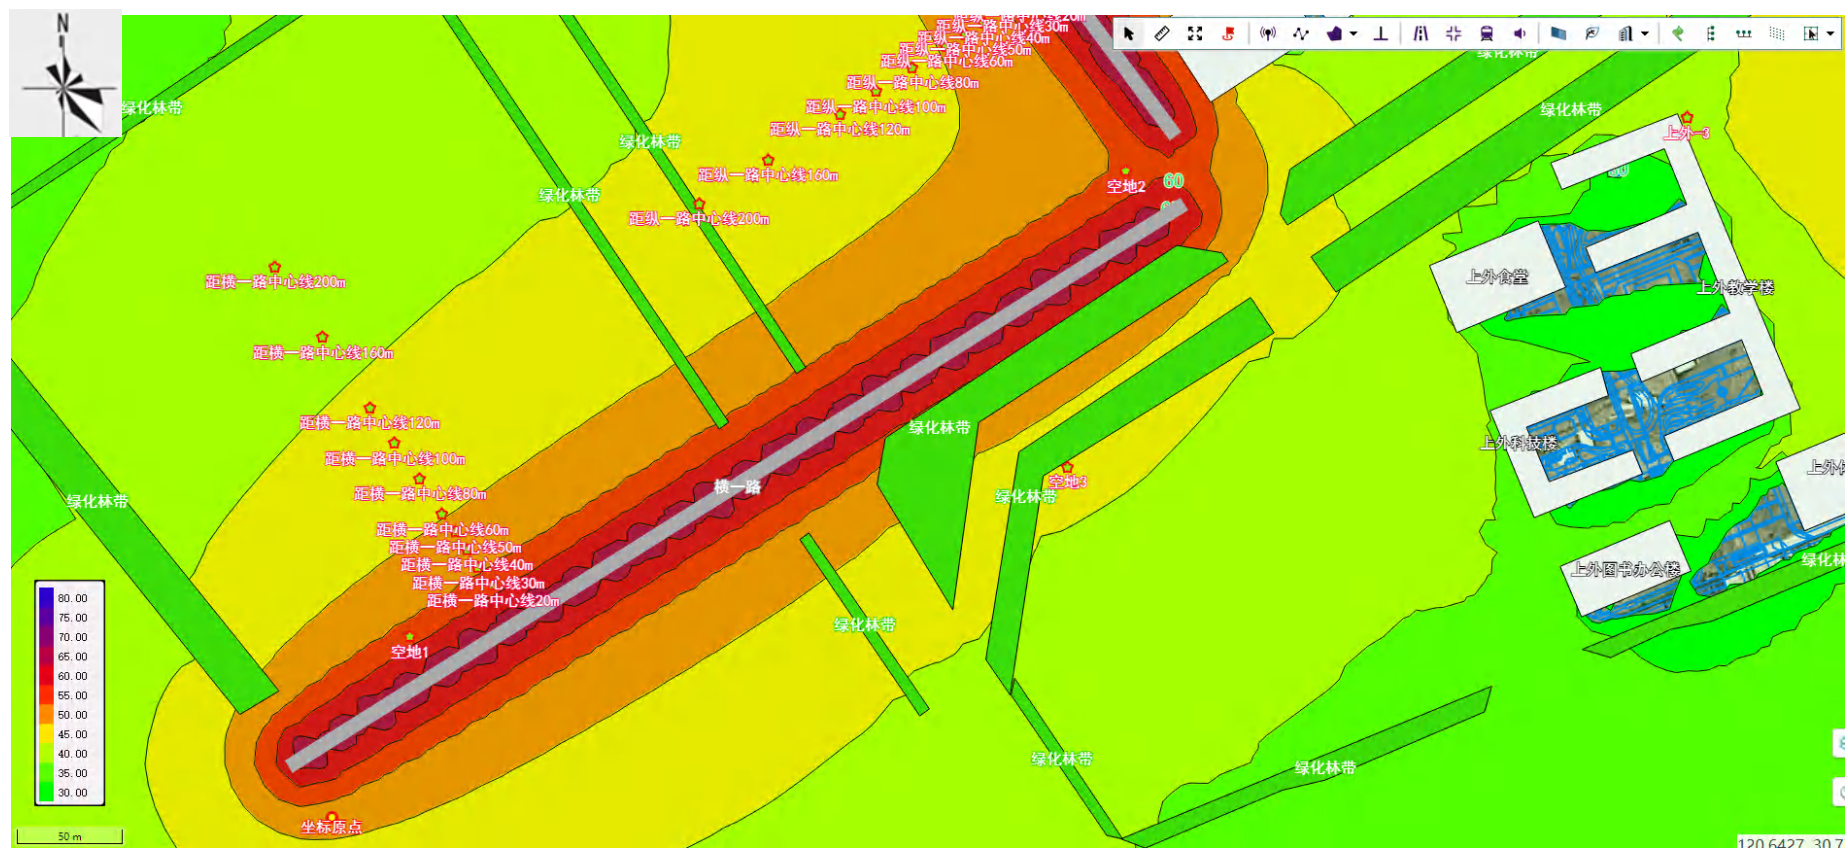 N
距纵一路中心线30m
距纵一路中心线40m
距纵一路中心线50m
距纵一路中心线60m
距纵一路中心线80m
距纵一路中心线100m
距纵一路中心线120m
距纵一路中心线160m
距纵一路中心线200m
绿化林带
绿化林带
绿化林带
绿化林带
绿化林带
上外-3
空地2
60
上外食堂
上外教学楼
距横一路中心线200m
距横一路中心线160m
距横一路中心线120m
距横一路中心线100m
距横一路中心线80m
距横一路中心线60m
距横一路中心线50m
距横一路中心线40m
距横一路中心线30m
距横一路中心线20m
绿化林带
绿化林带
上外科技楼
横一路
空地3
绿化林带
上外图书办公楼
绿化林
绿化林带
空地1
绿化林带
绿化林带
坐标原点
80.00
75.00
70.00
65.00
60.00
55.00
50.00
45.00
40.00
35.00
30.00
50 m
120.6427, 30.7